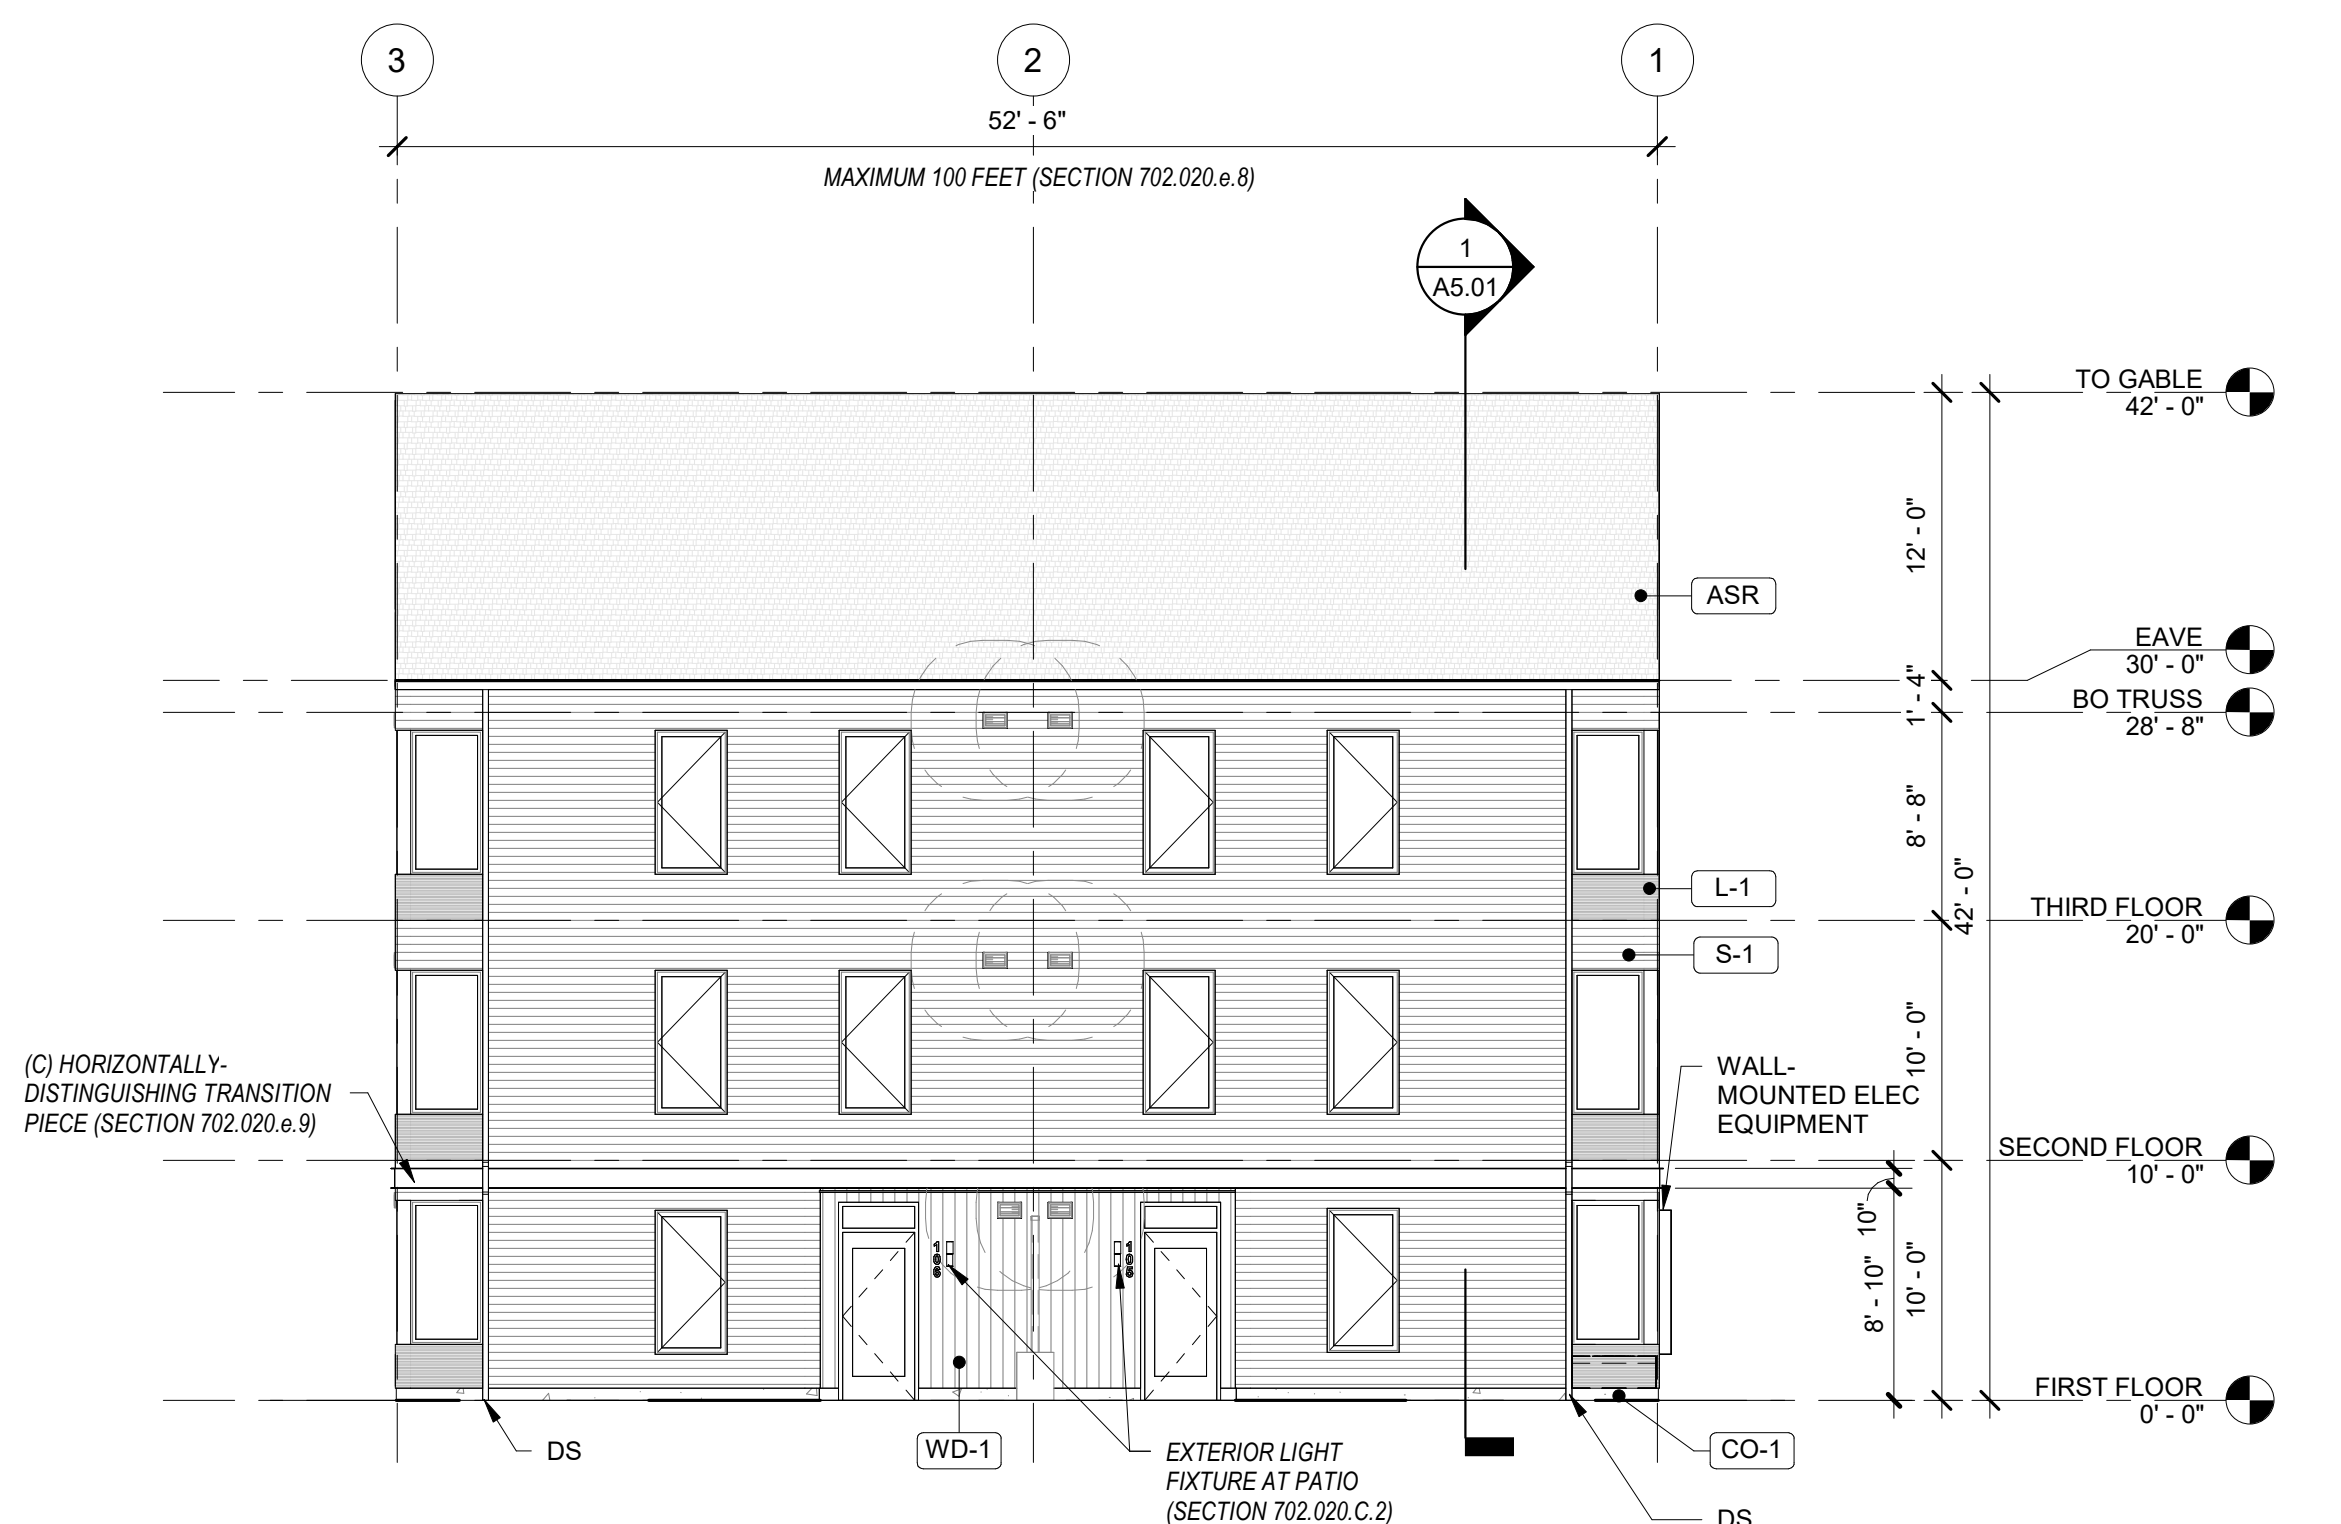 3
2
1
52' - 6"
MAXIMUM 100 FEET (SECTION 702.020.e.8)
1
A5.01
TO GABLE
42' - 0"
12' - 0"
ASR
EAVE
30' - 0"
1' - 4"
BO TRUSS
28' - 8"
8' - 8"
L-1
42' - 0"
THIRD FLOOR
20' - 0"
S-1
10' - 0"
(C) HORIZONTALLY-
DISTINGUISHING TRANSITION
PIECE (SECTION 702.020.e.9)
WALL-
MOUNTED ELEC
EQUIPMENT
SECOND FLOOR
10' - 0"
10"
8' - 10"
10' - 0"
106
105
FIRST FLOOR
0' - 0"
DS
WD-1
EXTERIOR LIGHT
FIXTURE AT PATIO
(SECTION 702.020.C.2)
CO-1
DS